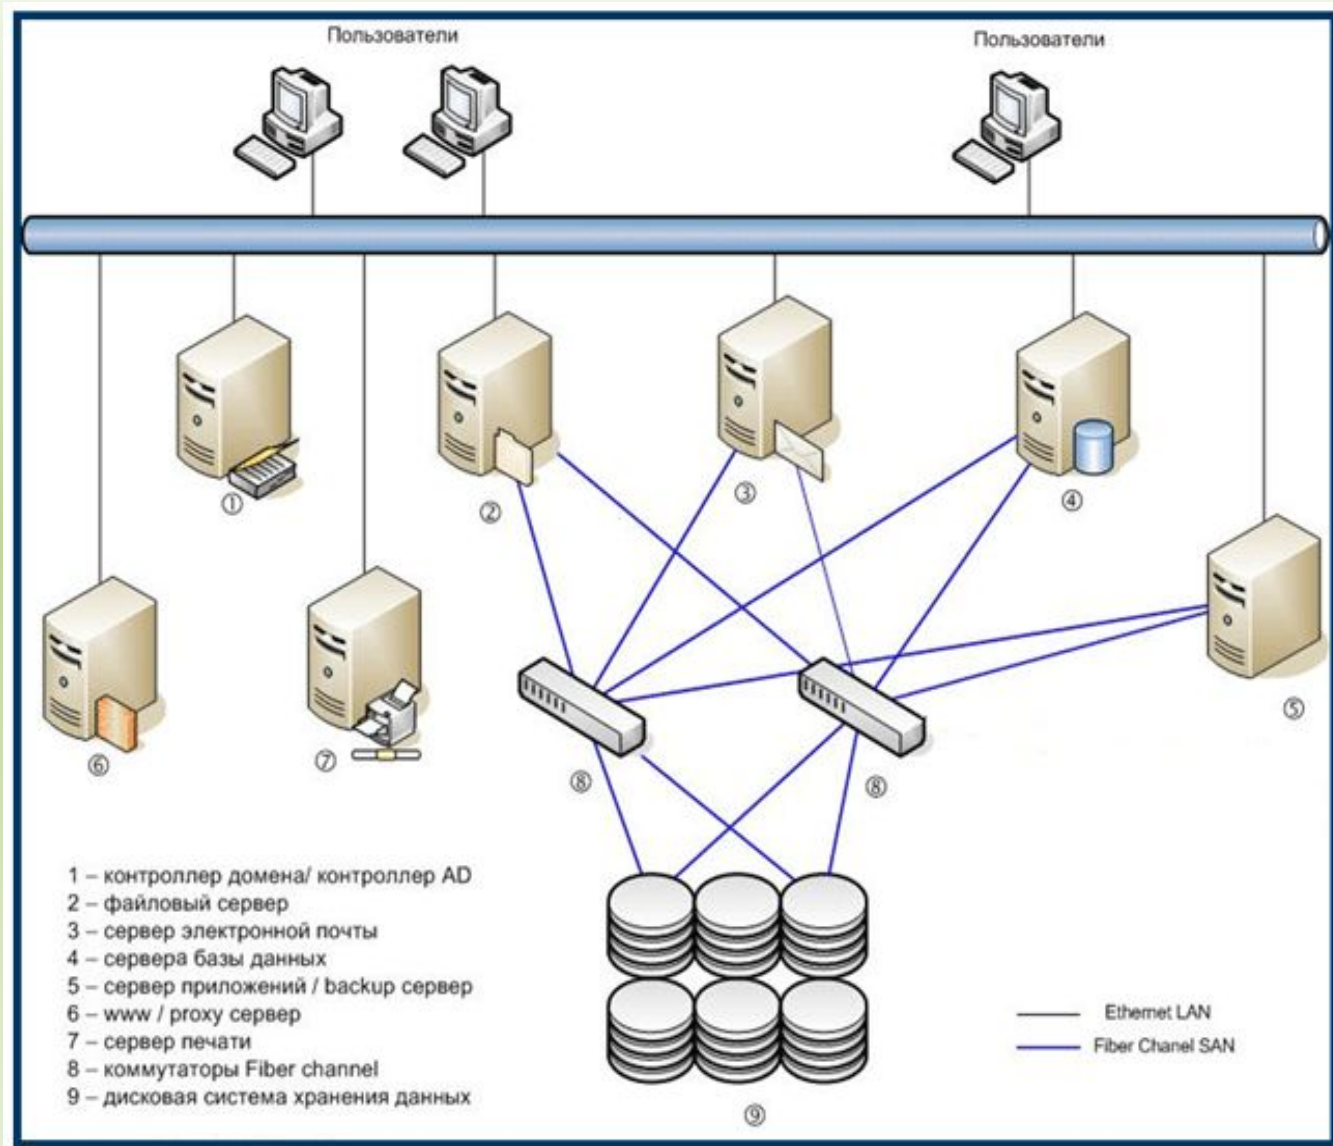 Пользователи
Пользователи
①
②
③
④
⑤
⑥
⑦
⑧
⑧
1 – контроллер домена/ контроллер AD
2 – файловый сервер
3 – сервер электронной почты
4 – сервера базы данных
5 – сервер приложений / backup сервер
6 – www / proxy сервер
7 – сервер печати
8 – коммутаторы Fiber channel
9 – дисковая система хранения данных
Ethernet LAN
Fiber Chanel SAN
⑨